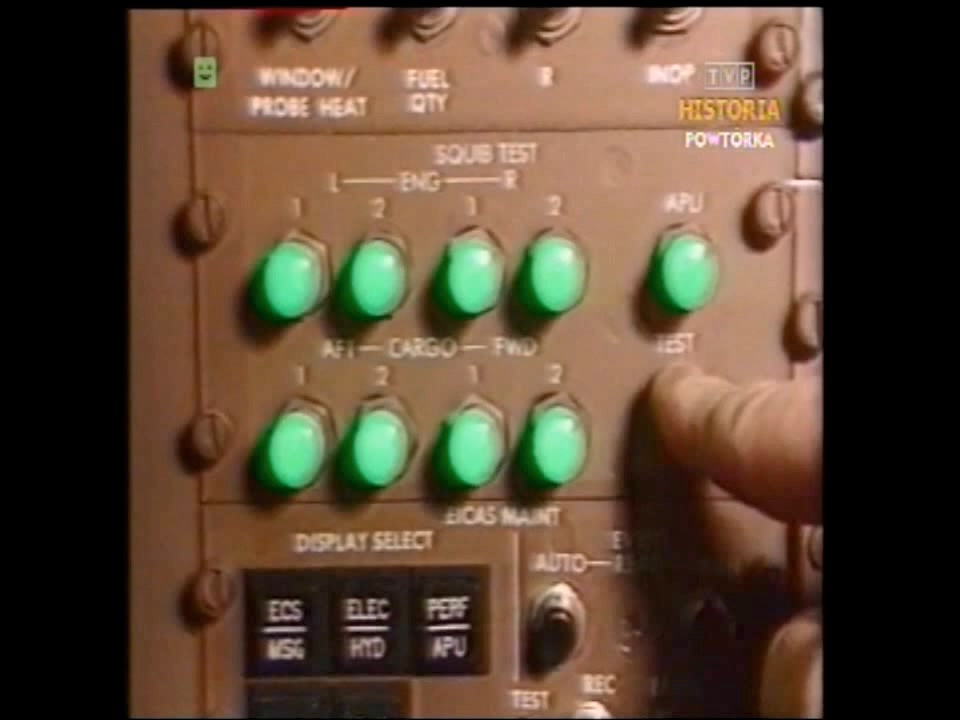 WINDOW/ FUEL R INOP TVP
PROBE HEAT QTY HISTORIA
POWTÓRKA
SQUIB TEST
L ENG R
1 2 1 2 APU
AFT CARGO FWD TEST
1 2 1 2
EICAS MAINT
DISPLAY SELECT
AUTO
ECS ELEC PERF
MSG HYD APU
TEST REC